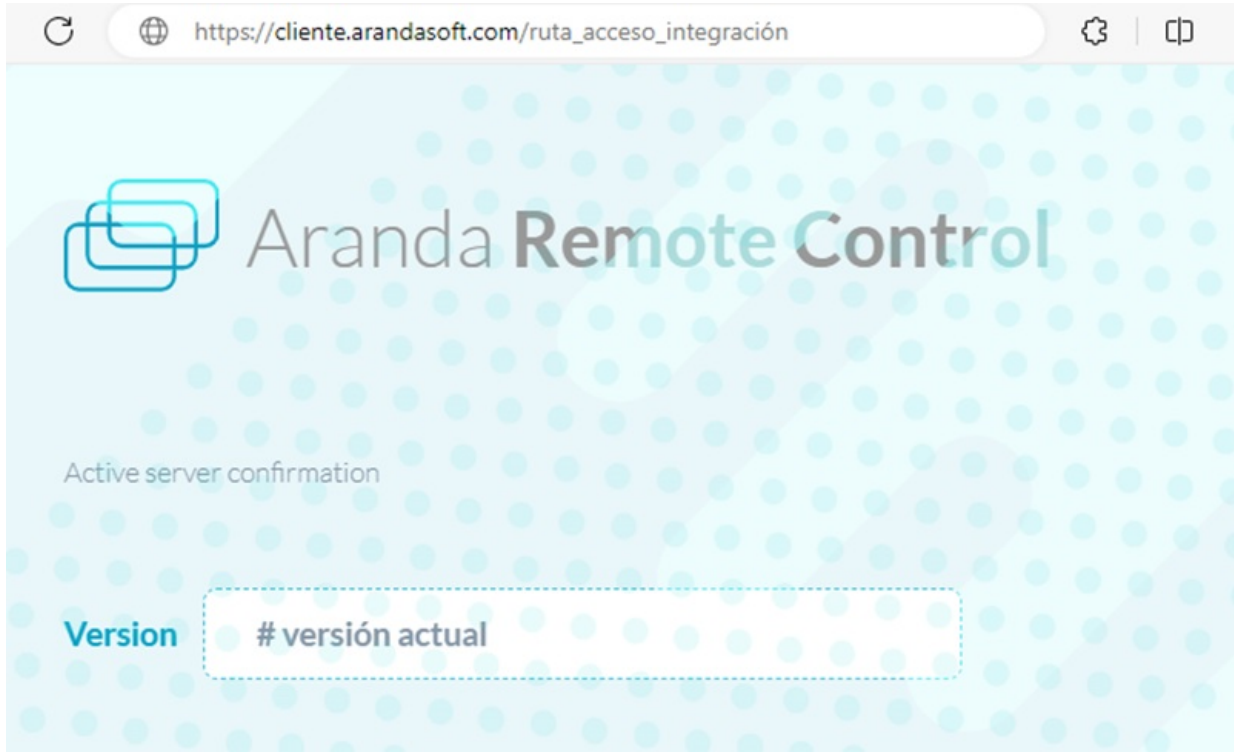 https://cliente.arandasoft.com/ruta_acceso_integración
Aranda Remote Control
Active server confirmation
Version # versión actual